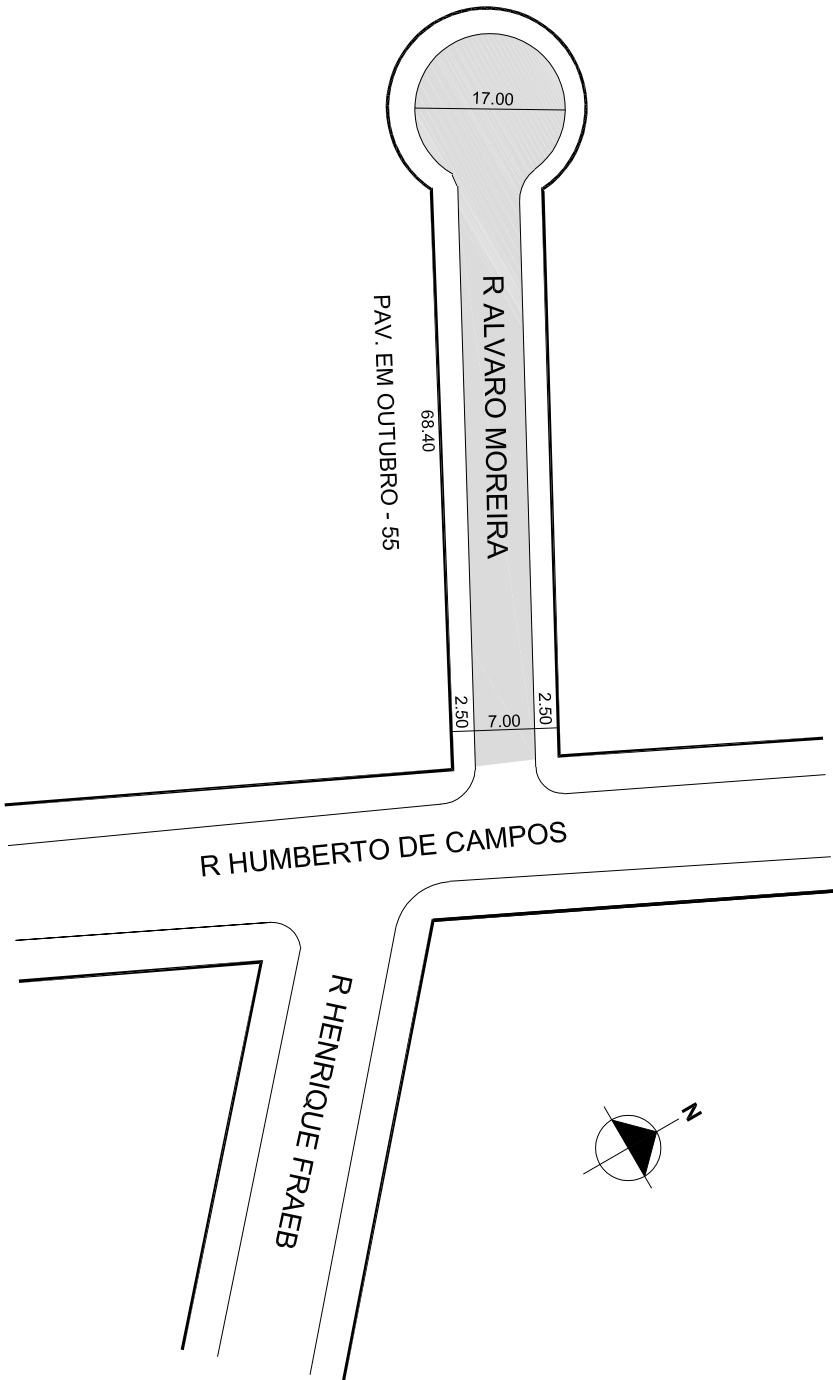 17.00
R ALVARO MOREIRA
PAV. EM OUTUBRO - 55
68.40
2.50
7.00
2.50
R HUMBERTO DE CAMPOS
R HENRIQUE FRAEB
N